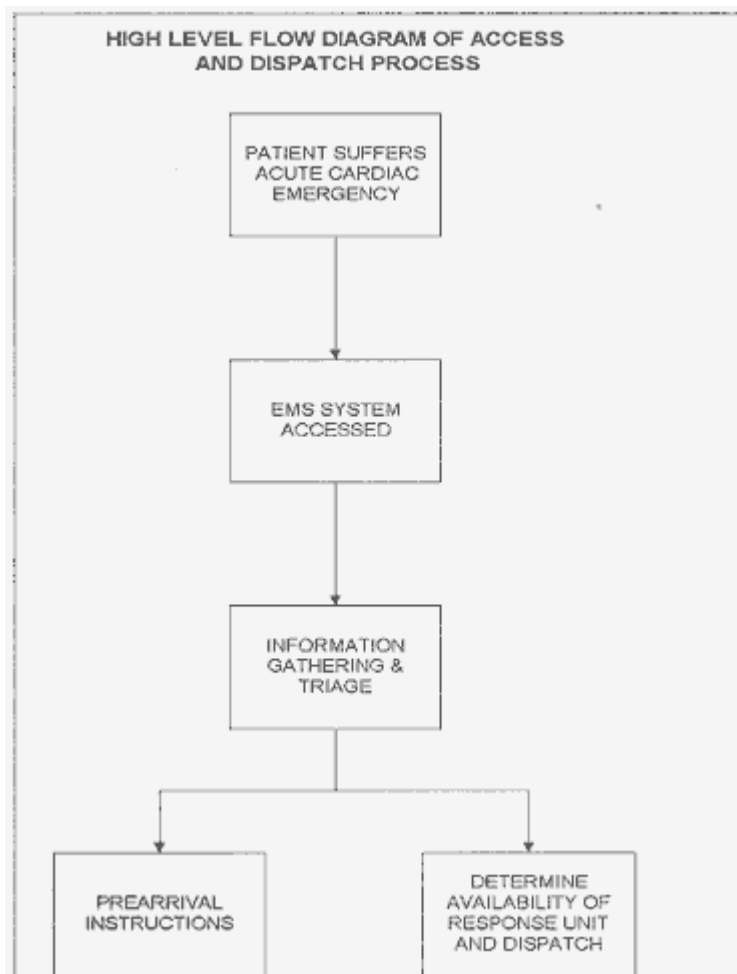 HIGH LEVEL FLOW DIAGRAM OF ACCESS
AND DISPATCH PROCESS
PATIENT SUFFERS
ACUTE CARDIAC
EMERGENCY
EMS SYSTEM
ACCESSED
INFORMATION
GATHERING &
TRIAGE
PREARRIVAL
INSTRUCTIONS
DETERMINE
AVAILABILITY OF
RESPONSE UNIT
AND DISPATCH